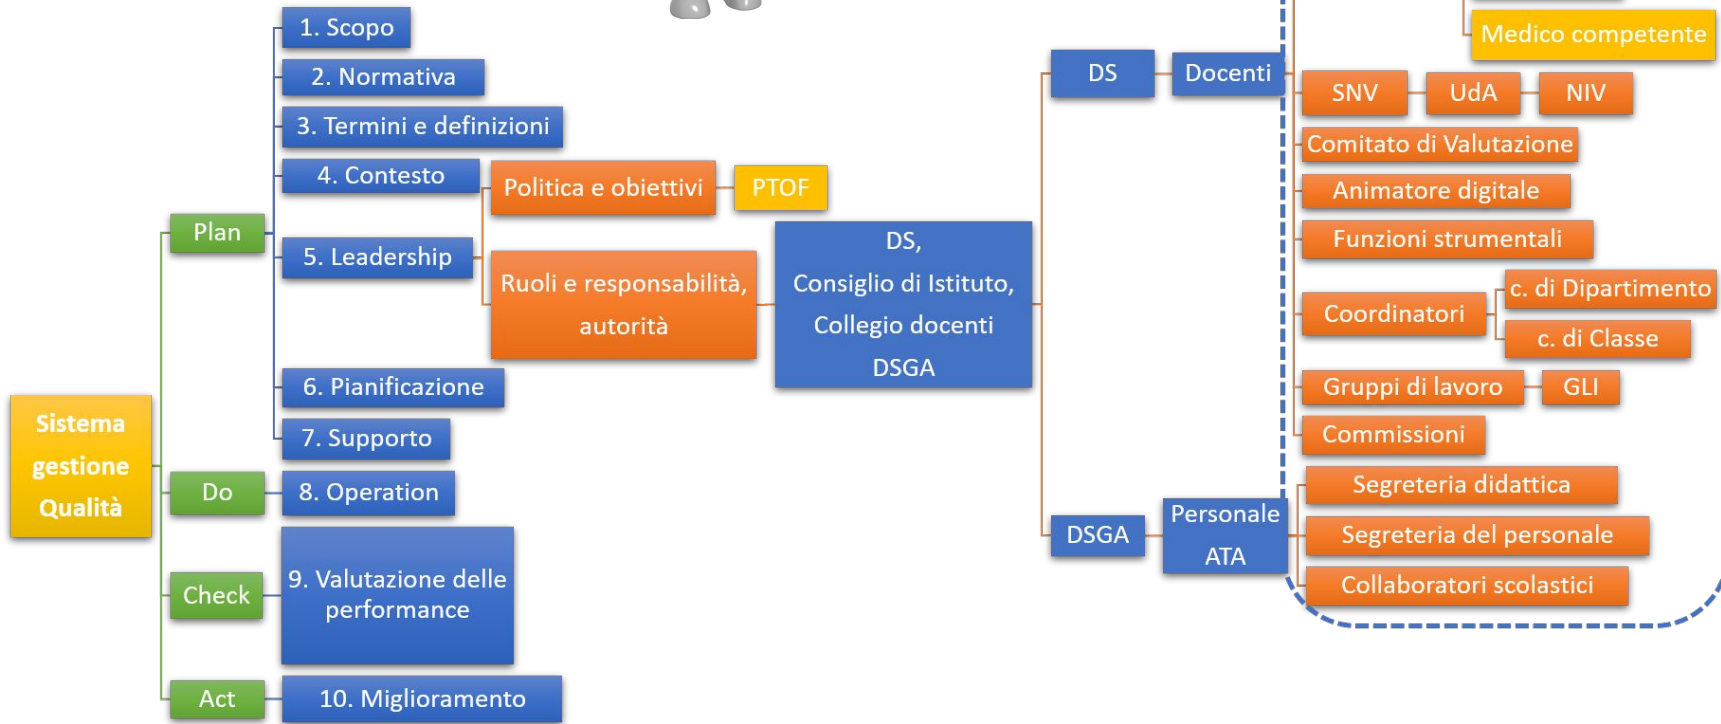 Medico competente
1. Scopo
2. Normativa
3. Termini e definizioni
4. Contesto
5. Leadership
6. Pianificazione
7. Supporto
Politica e obiettivi
PTOF
Ruoli e responsabilità,
autorità
DS,
Consiglio di Istituto,
Collegio docenti
DSGA
DS
Docenti
SNV
UdA
NIV
Comitato di Valutazione
Animatore digitale
Funzioni strumentali
Coordinatori
c. di Dipartimento
c. di Classe
Gruppi di lavoro
GLI
Commissioni
DSGA
Personale
ATA
Segreteria didattica
Segreteria del personale
Collaboratori scolastici
Plan
Sistema
gestione
Qualità
Do
8. Operation
Check
9. Valutazione delle
performance
Act
10. Miglioramento